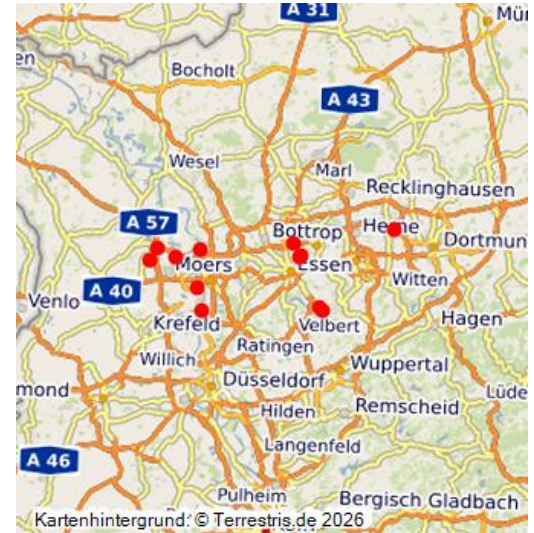 A 31
Mün
en
Bocholt
A 43
Wesel
Marl
Recklinghausen
A 57
Bottrop
Herne
Dortmun
Moers
Essen
A 40
Witten
Venlo
Krefeld
Velbert
Hagen
Willich
Ratingen
Wuppertal
mond
Düsseldorf
Lüde
Hilden
Remscheid
A 46
Langenfeld
Pulheim
Bergisch Gladbach
Kartenhintergrund: © Terrestris.de 2026